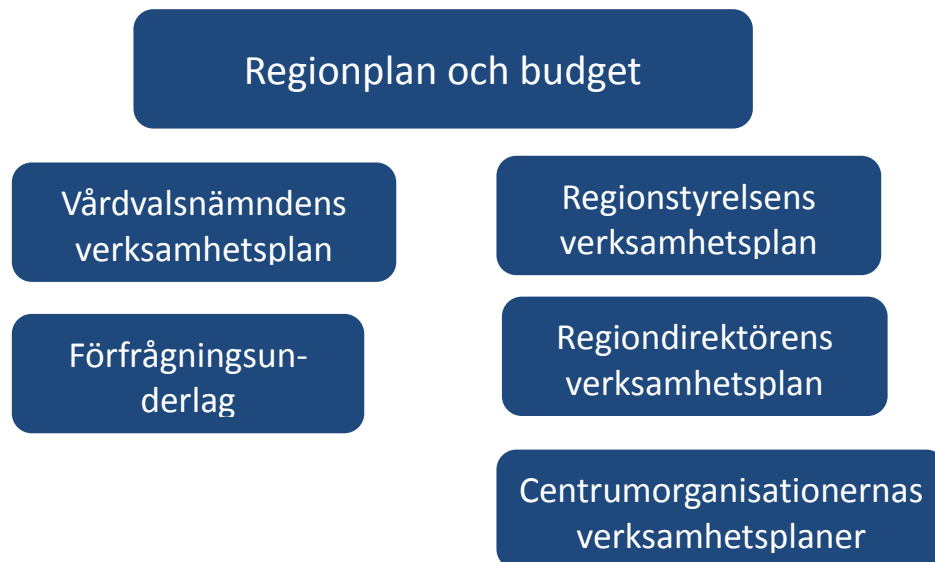 Regionplan och budget
Vårdvalsnämndens
verksamhetsplan
Förfrågningsun-
derlag
Regionstyrelsens
verksamhetsplan
Regiondirektörens
verksamhetsplan
Centrumorganisationernas
verksamhetsplaner